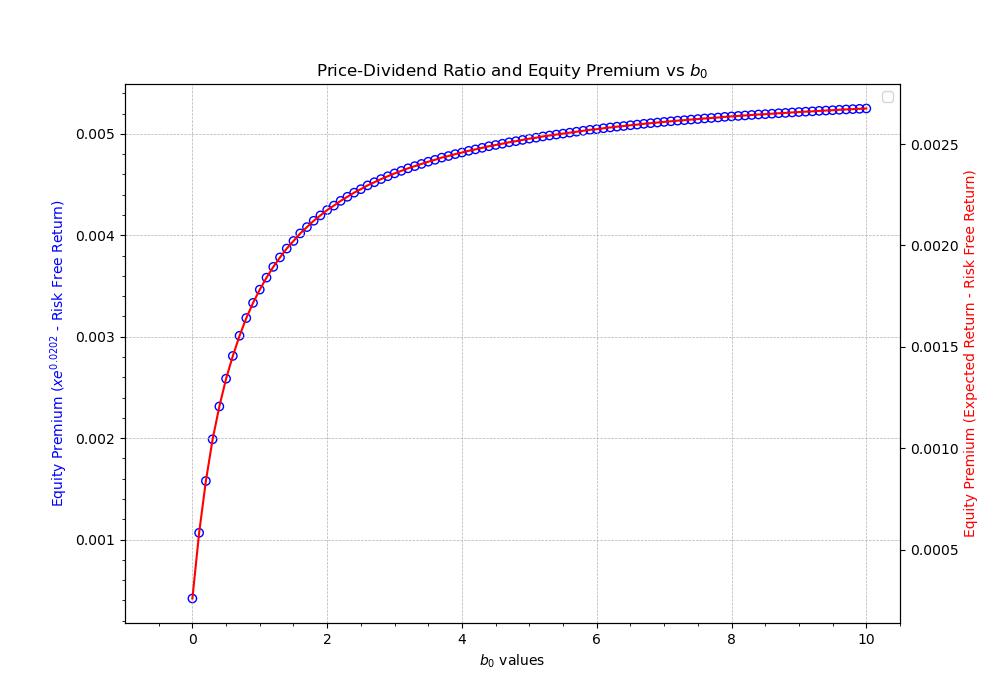 Price-Dividend Ratio and Equity Premium vs b₀
Equity Premium (xe⁰·⁰²⁰² - Risk Free Return)
0.005
0.004
0.003
0.002
0.001
0.0025
0.0020
0.0015
0.0010
0.0005
Equity Premium (Expected Return - Risk Free Return)
0 2 4 6 8 10
b₀ values